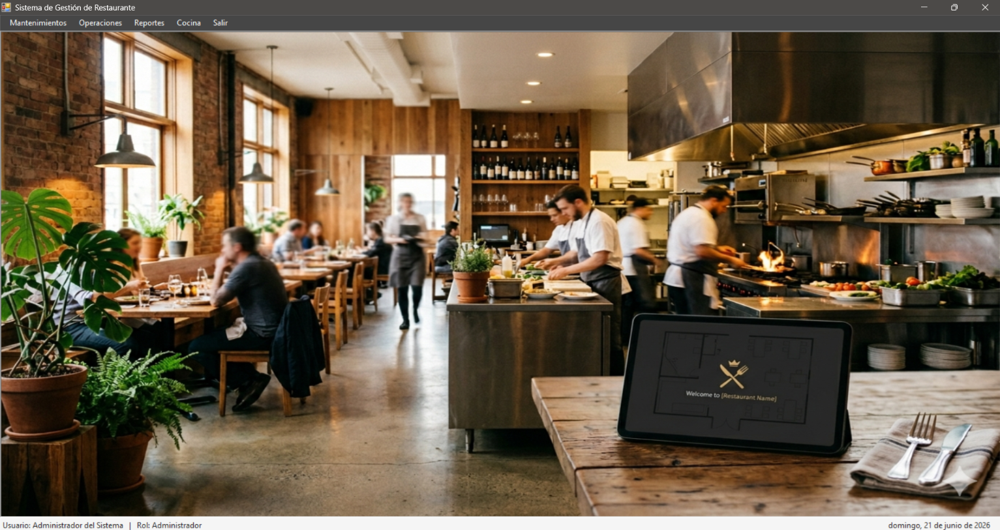 Sistema de Gestión de Restaurante
Mantenimientos Operaciones Reportes Cocina Salir
Welcome to [Restaurant Name]
Usuario: Administrador del Sistema | Rol: Administrador
domingo, 21 de junio de 2026